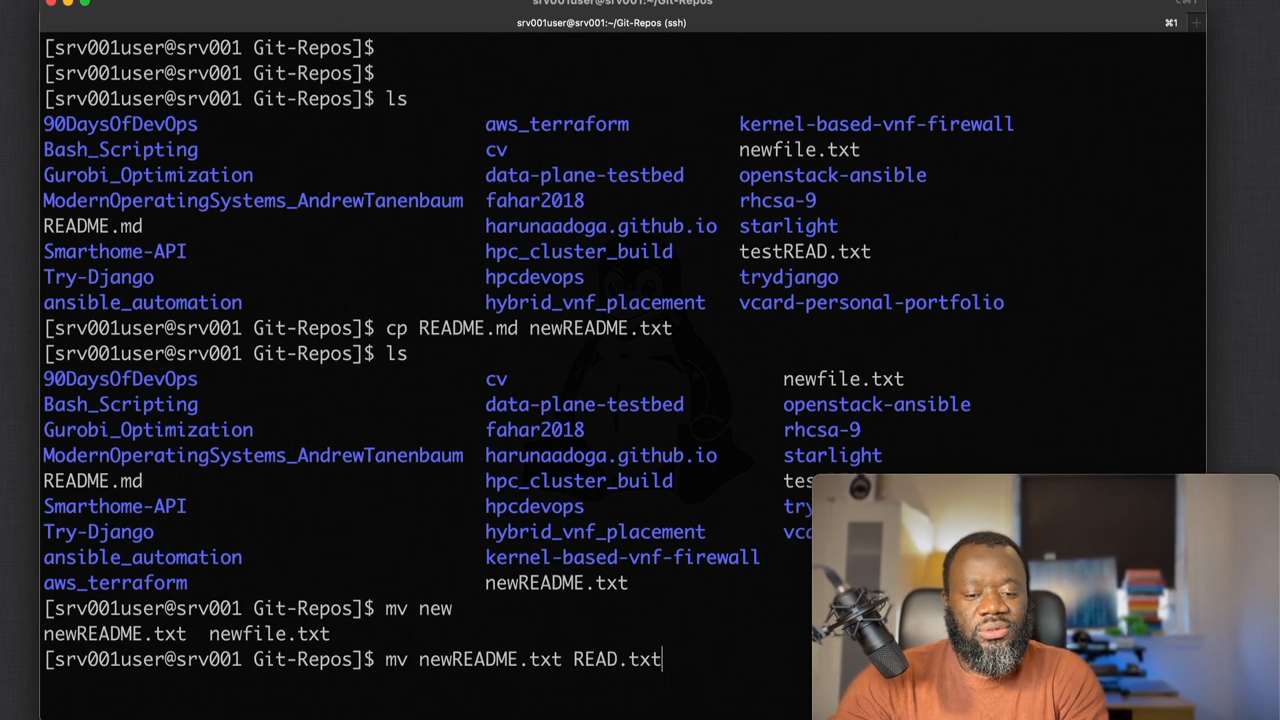 srv001user@srv001:~/Git-Repos
srv001user@srv001:~/Git-Repos (ssh) ⌘1 +
[srv001user@srv001 Git-Repos]$
[srv001user@srv001 Git-Repos]$
[srv001user@srv001 Git-Repos]$ ls
90DaysOfDevOps aws_terraform kernel-based-vnf-firewall
Bash_Scripting cv newfile.txt
Gurobi_Optimization data-plane-testbed openstack-ansible
ModernOperatingSystems_AndrewTanenbaum fahar2018 rhcsa-9
README.md harunaadoga.github.io starlight
Smarthome-API hpc_cluster_build testREAD.txt
Try-Django hpcdevops trydjango
ansible_automation hybrid_vnf_placement vcard-personal-portfolio
[srv001user@srv001 Git-Repos]$ cp README.md newREADME.txt
[srv001user@srv001 Git-Repos]$ ls
90DaysOfDevOps cv newfile.txt
Bash_Scripting data-plane-testbed openstack-ansible
Gurobi_Optimization fahar2018 rhcsa-9
ModernOperatingSystems_AndrewTanenbaum harunaadoga.github.io starlight
README.md hpc_cluster_build
Smarthome-API hpcdevops
Try-Django hybrid_vnf_placement
ansible_automation kernel-based-vnf-firewall
aws_terraform newREADME.txt
[srv001user@srv001 Git-Repos]$ mv new
newREADME.txt newfile.txt
[srv001user@srv001 Git-Repos]$ mv newREADME.txt READ.txt